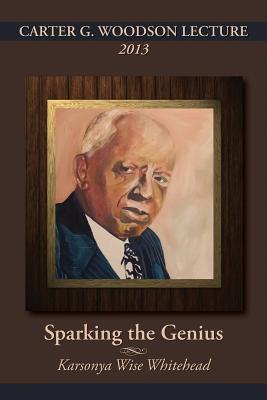 CARTER G. WOODSON LECTURE
2013
Sparking the Genius
Karsonya Wise Whitehead